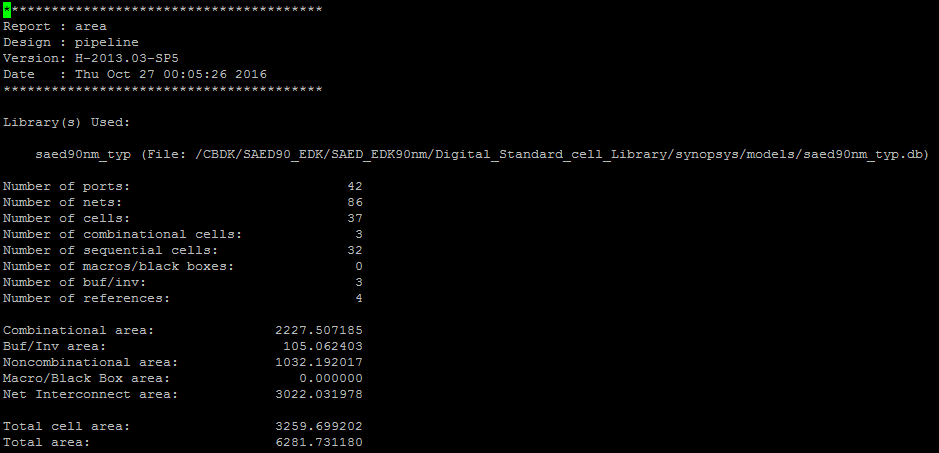 ****************************************
Report : area
Design : pipeline
Version: H-2013.03-SP5
Date   : Thu Oct 27 00:05:26 2016
****************************************
Library(s) Used:
saed90nm_typ (File: /CBDK/SAED90_EDK/SAED_EDK90nm/Digital_Standard_cell_Library/synopsys/models/saed90nm_typ.db)
Number of ports: 42
Number of nets: 86
Number of cells: 37
Number of combinational cells: 3
Number of sequential cells: 32
Number of macros/black boxes: 0
Number of buf/inv: 3
Number of references: 4
Combinational area: 2227.507185
Buf/Inv area: 105.062403
Noncombinational area: 1032.192017
Macro/Black Box area: 0.000000
Net Interconnect area: 3022.031978
Total cell area: 3259.699202
Total area: 6281.731180